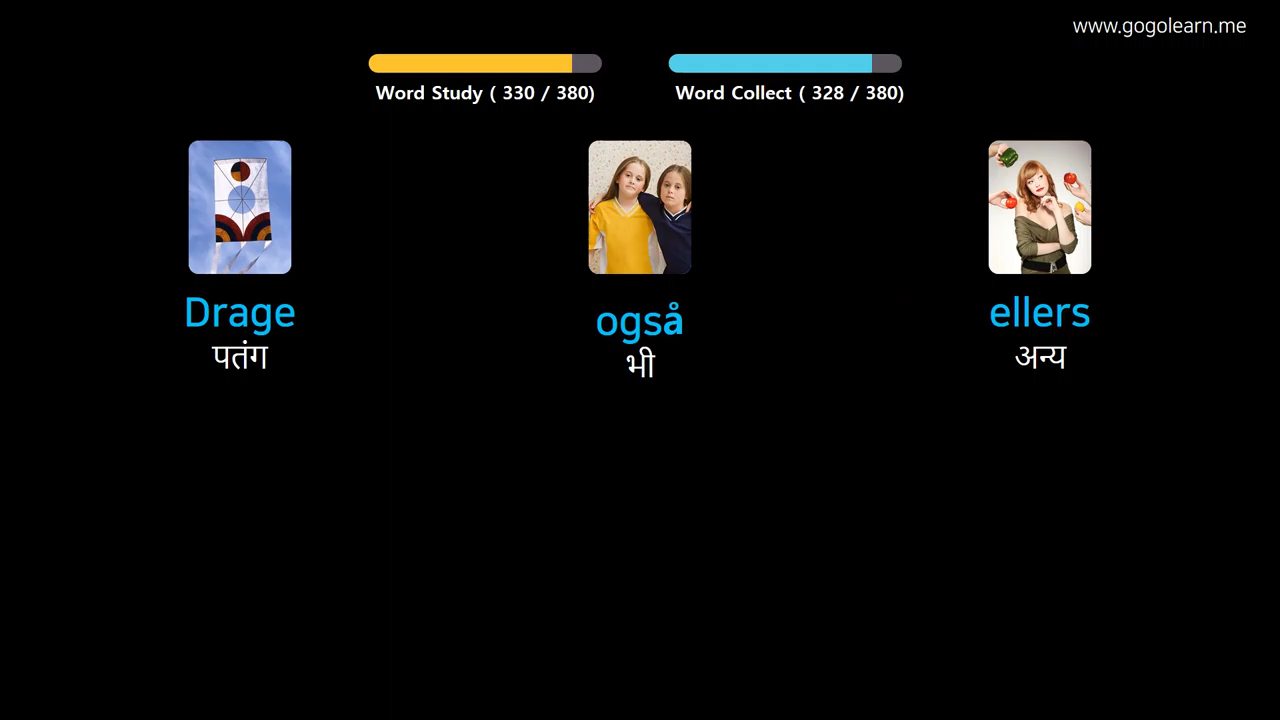 www.gogolearn.me
Word Study ( 330 / 380)
Word Collect ( 328 / 380)
Drage
पतंग
også
भी
ellers
अन्य